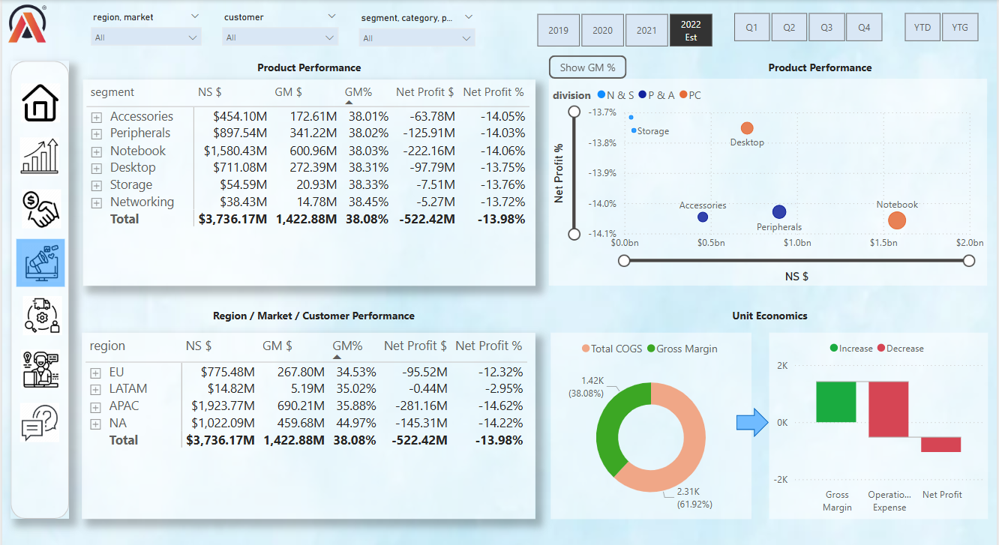 region, market
All
customer
All
segment, category, p...
All
2019
2020
2021
2022
Est
Q1
Q2
Q3
Q4
YTD
YTG
Product Performance
segment NS $ GM $ GM% Net Profit $ Net Profit %
Accessories $454.10M 172.61M 38.01% -63.78M -14.05%
Peripherals $897.54M 341.22M 38.02% -125.91M -14.03%
Notebook $1,580.43M 600.96M 38.03% -222.16M -14.06%
Desktop $711.08M 272.39M 38.31% -97.79M -13.75%
Storage $54.59M 20.93M 38.33% -7.51M -13.76%
Networking $38.43M 14.78M 38.45% -5.27M -13.72%
Total $3,736.17M 1,422.88M 38.08% -522.42M -13.98%
Show GM %
Product Performance
division N & S P & A PC
Net Profit %
-13.7%
-13.8%
-13.9%
-14.0%
-14.1%
Storage
Desktop
Accessories
Peripherals
Notebook
$0.0bn $0.5bn $1.0bn $1.5bn $2.0bn
NS $
Region / Market / Customer Performance
region NS $ GM $ GM% Net Profit $ Net Profit %
EU $775.48M 267.80M 34.53% -95.52M -12.32%
LATAM $14.82M 5.19M 35.02% -0.44M -2.95%
APAC $1,923.77M 690.21M 35.88% -281.16M -14.62%
NA $1,022.09M 459.68M 44.97% -145.31M -14.22%
Total $3,736.17M 1,422.88M 38.08% -522.42M -13.98%
Unit Economics
Total COGS Gross Margin
1.42K
(38.08%)
2.31K
(61.92%)
Increase Decrease
2K
0K
-2K
Gross
Margin
Operatio...
Expense
Net Profit